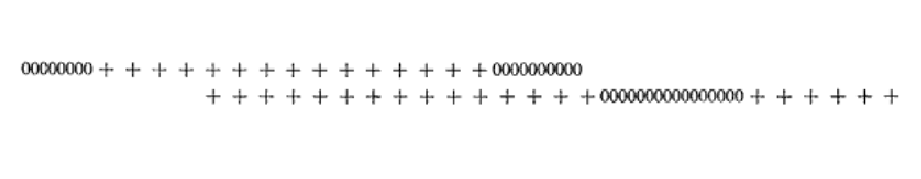 00000000 + + + + + + + + + + + + + + + 0000000000
+ + + + + + + + + + + + + + + 0000000000000000 + + + + + +